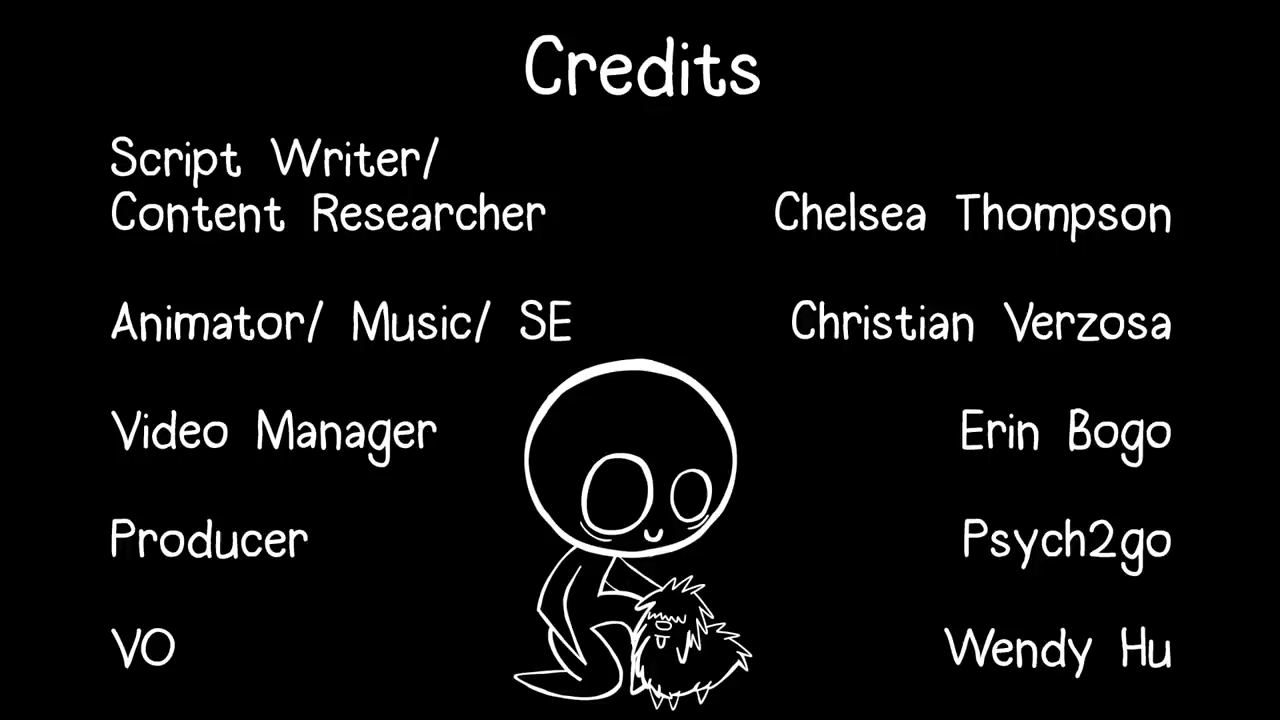 Credits
Script Writer/
Content Researcher Chelsea Thompson
Animator/ Music/ SE Christian Verzosa
Video Manager Erin Bogo
Producer Psych2go
VO Wendy Hu